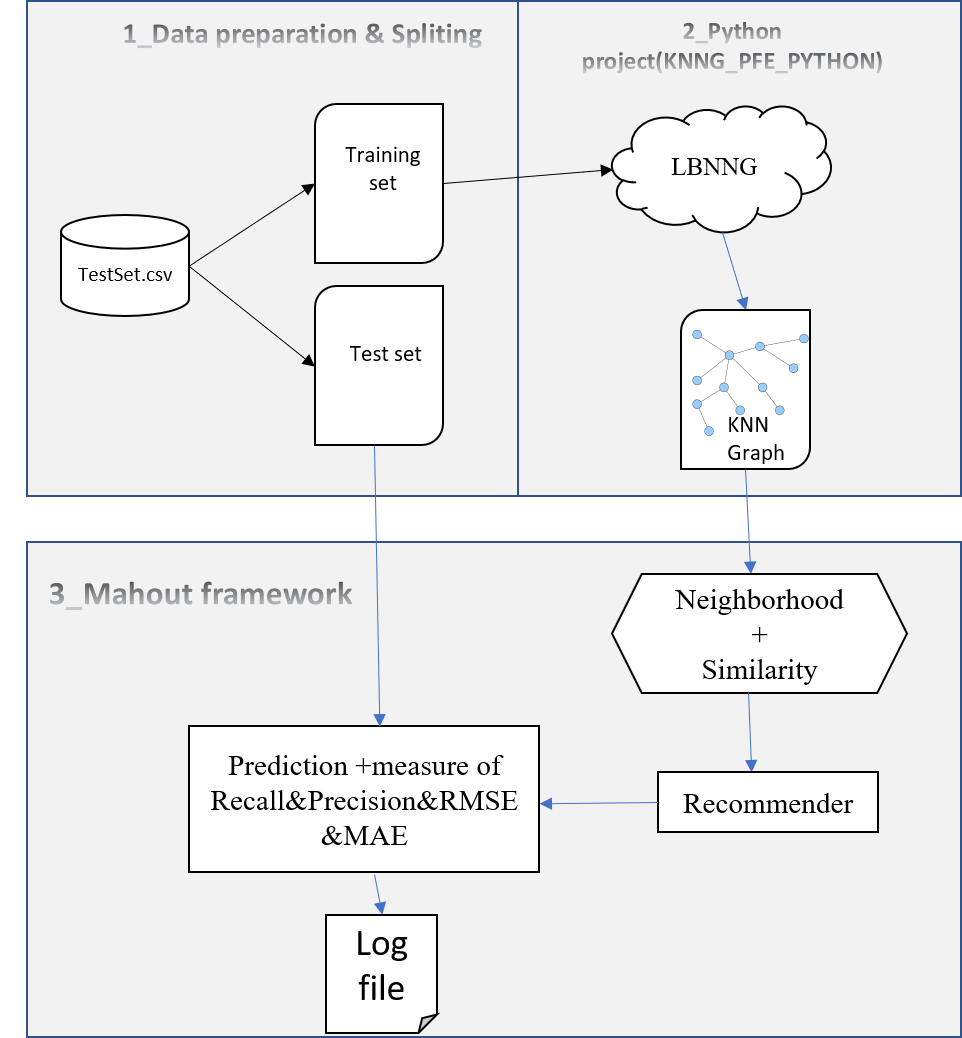 1_Data preparation & Spliting
2_Python
project(KNNG_PFE_PYTHON)
Training
set
LBNNG
TestSet.csv
Test set
KNN
Graph
3_Mahout framework
Neighborhood
+
Similarity
Prediction +measure of
Recall&Precision&RMSE
&MAE
Recommender
Log
file